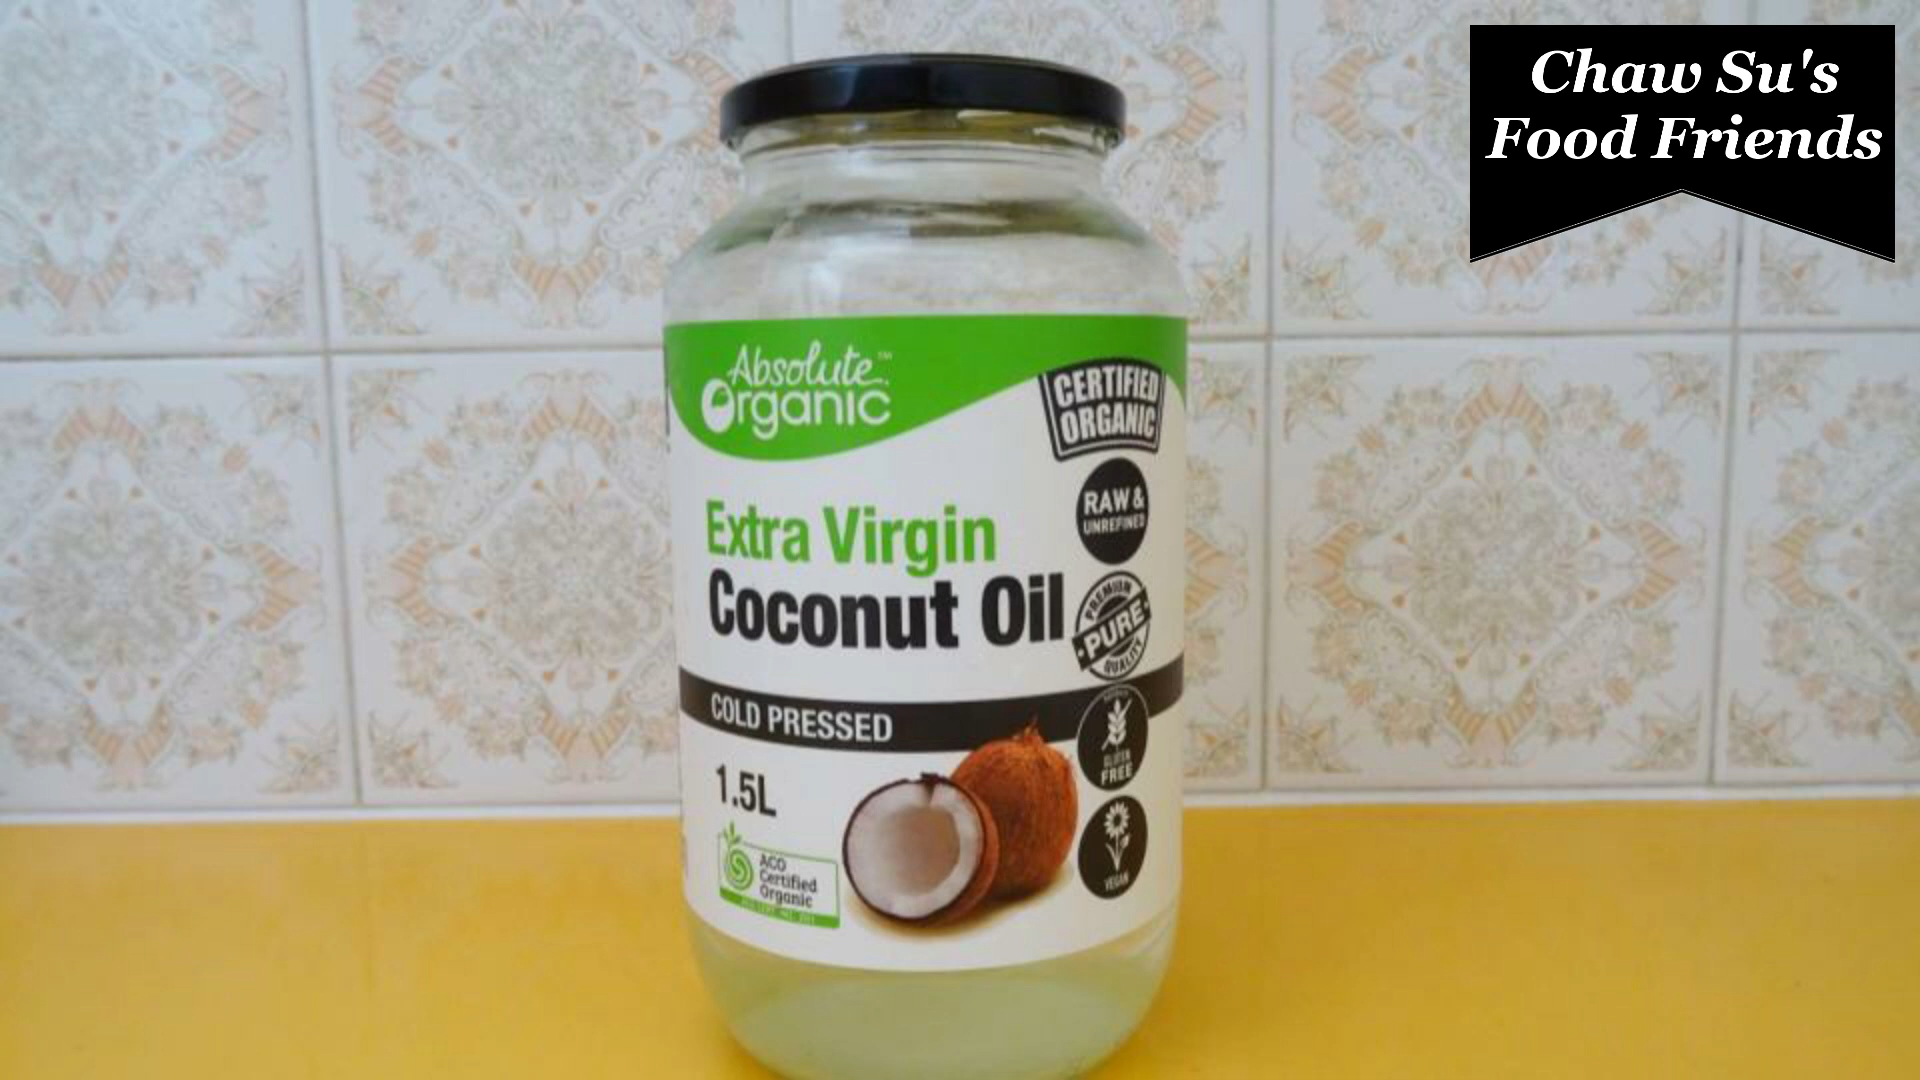 Chaw Su's
Food Friends
Absolute™
Organic
CERTIFIED
ORGANIC
RAW &
UNREFINED
Extra Virgin
Coconut Oil
PREMIUM
PURE
QUALITY
COLD PRESSED
GLUTEN
FREE
1.5L
ACO
Certified
Organic
VEGAN